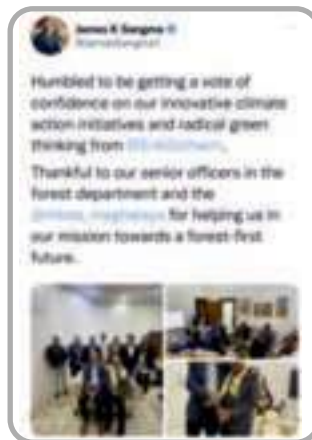 James K Sangma
Humbled to be getting a vote of
confidence on our innovative climate
action initiatives and radical green
thinking from
Thankful to our senior officers in the
forest department and the
for helping us in
our mission towards a forest-first
future.